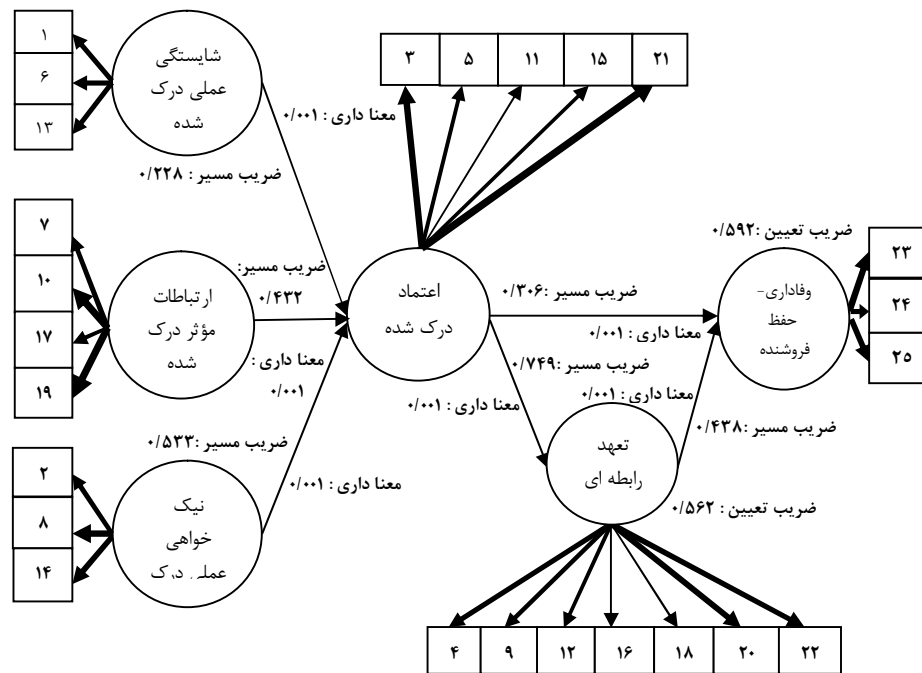 ۱
۶
۱۳
شایستگی
عملی درک
شده
۳
۵
۱۱
۱۵
۲۱
معنا داری : ۰/۰۰۱
ضریب مسیر : ۰/۲۲۸
۷
۱۰
۱۷
۱۹
ارتباطات
مؤثر درک
شده
ضریب مسیر:
۰/۴۳۲
معنا داری :
۰/۰۰۱
اعتماد
درک شده
ضریب تعیین : ۰/۵۹۲
وفاداری-
حفظ
فروشنده
۲۳
۲۴
۲۵
ضریب مسیر : ۰/۳۰۶
معنا داری : ۰/۰۰۱
ضریب مسیر : ۰/۷۴۹
معنا داری : ۰/۰۰۱
معنا داری : ۰/۰۰۱
ضریب مسیر : ۰/۴۳۸
تعهد
رابطه ای
ضریب تعیین : ۰/۵۶۲
ضریب مسیر :۰/۵۳۳
معنا داری : ۰/۰۰۱
۲
۸
۱۴
نیک
خواهی
عملی درک
۴
۹
۱۲
۱۶
۱۸
۲۰
۲۲